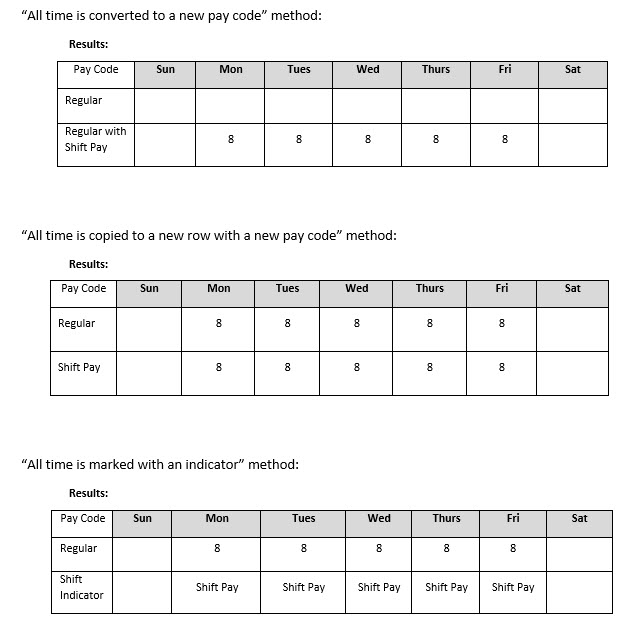 “All time is converted to a new pay code” method:
Results:
Pay Code Sun Mon Tues Wed Thurs Fri Sat
Regular
Regular with
Shift Pay
8 8 8 8 8
“All time is copied to a new row with a new pay code” method:
Results:
Pay Code Sun Mon Tues Wed Thurs Fri Sat
Regular 8 8 8 8 8
Shift Pay 8 8 8 8 8
“All time is marked with an indicator” method:
Results:
Pay Code Sun Mon Tues Wed Thurs Fri Sat
Regular 8 8 8 8 8
Shift
Indicator
Shift Pay Shift Pay Shift Pay Shift Pay Shift Pay